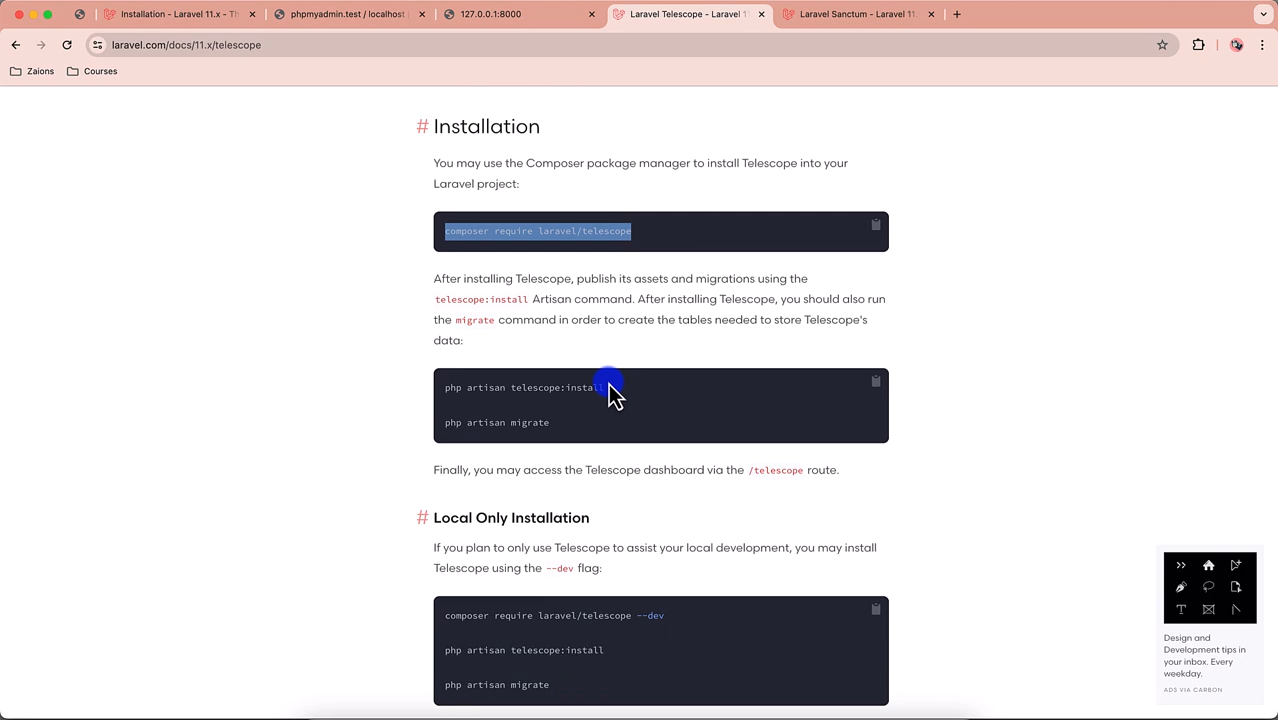 Installation - Laravel 11.x - Th
phpmyadmin.test / localhost
127.0.0.1:8000
Laravel Telescope - Laravel 1
Laravel Sanctum - Laravel 11.
laravel.com/docs/11.x/telescope
Zaions
Courses
# Installation
You may use the Composer package manager to install Telescope into your
Laravel project:
composer require laravel/telescope
After installing Telescope, publish its assets and migrations using the
telescope:install Artisan command. After installing Telescope, you should also run
the migrate command in order to create the tables needed to store Telescope's
data:
php artisan telescope:install
php artisan migrate
Finally, you may access the Telescope dashboard via the /telescope route.
# Local Only Installation
If you plan to only use Telescope to assist your local development, you may install
Telescope using the --dev flag:
composer require laravel/telescope --dev
php artisan telescope:install
php artisan migrate
Design and
Development tips in
your inbox. Every
weekday.
ADS VIA CARBON